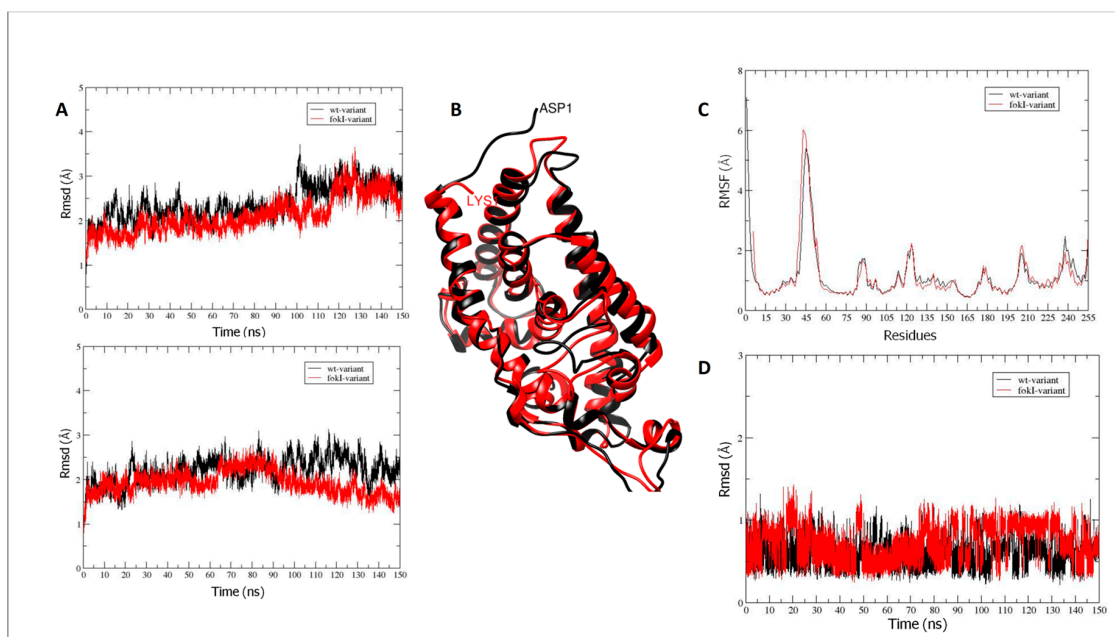 A
5
4
3
2
1
0
Rmsd (Å)
wt-variant
fokI-variant
0 10 20 30 40 50 60 70 80 90 100 110 120 130 140 150
Time (ns)
5
4
3
2
1
0
Rmsd (Å)
wt-variant
fokI-variant
0 10 20 30 40 50 60 70 80 90 100 110 120 130 140 150
Time (ns)
B
ASP1
LYS
C
8
6
4
2
0
RMSF (Å)
wt-variant
fokI-variant
0 15 30 45 60 75 90 105 120 135 145 165 180 195 210 225 240 255
Residues
D
3
2
1
0
Rmsd (Å)
wt-variant
fokI-variant
0 10 20 30 40 50 60 70 80 90 100 110 120 130 140 150
Time (ns)